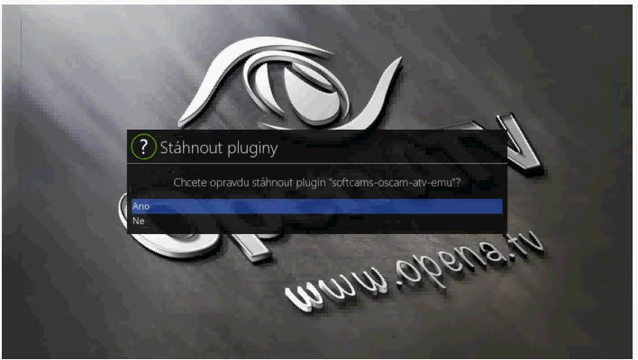 ? Stáhnout pluginy
Chcete opravdu stáhnout plugin "softcams-oscam-atv-emu"?
Ano
Ne
www.opena.tv